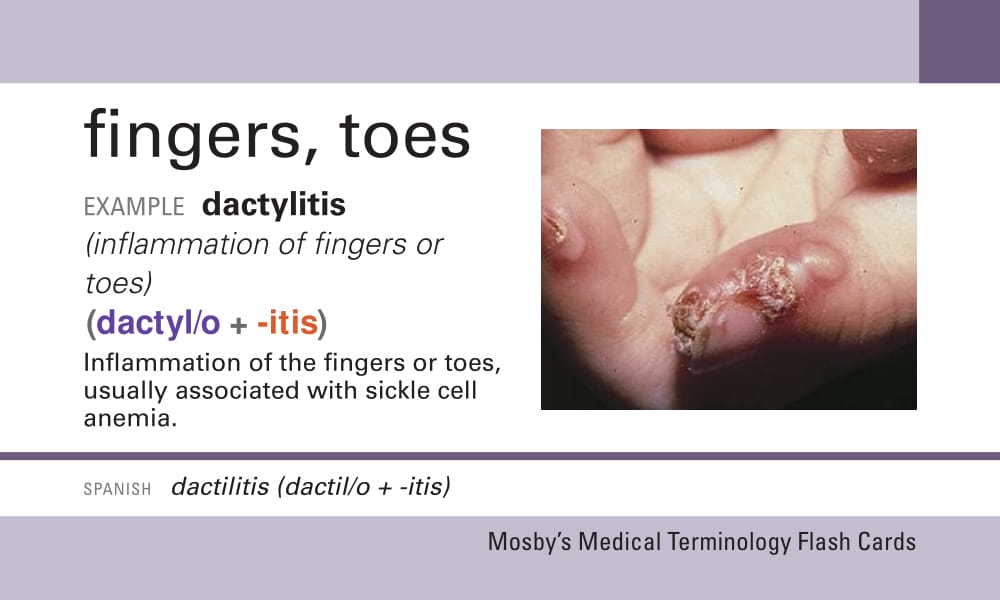 fingers, toes
EXAMPLE dactylitis
(inflammation of fingers or
toes)
(dactyl/o + -itis)
Inflammation of the fingers or toes,
usually associated with sickle cell
anemia.
SPANISH dactilitis (dactil/o + -itis)
Mosby's Medical Terminology Flash Cards